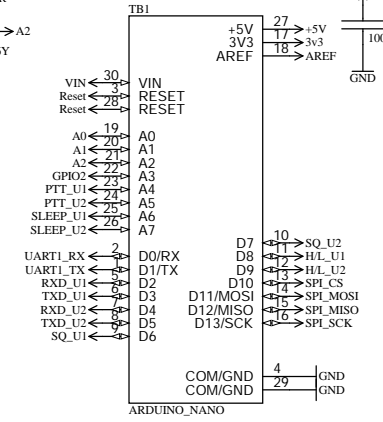 TB1
A2
5Y
+5V 27 +5V
3V3 17 3v3
AREF 18 AREF
100
GND
VIN 30 VIN
Reset 3 RESET
Reset 28 RESET
A0 19 A0
A1 20 A1
A2 21 A2
GPIO2 22 A3
PTT_U1 23 A4
PTT_U2 24 A5
SLEEP_U1 25 A6
SLEEP_U2 26 A7
D7 10 SQ_U2
UART1_RX 2 D0/RX
D8 11 H/L_U1
UART1_TX 1 D1/TX
D9 12 H/L_U2
RXD_U1 5 D2
D10 13 SPI_CS
TXD_U1 6 D3
D11/MOSI 14 SPI_MOSI
RXD_U2 7 D4
D12/MISO 15 SPI_MISO
TXD_U2 8 D5
D13/SCK 16 SPI_SCK
SQ_U1 9 D6
COM/GND 4 GND
COM/GND 29 GND
ARDUINO_NANO